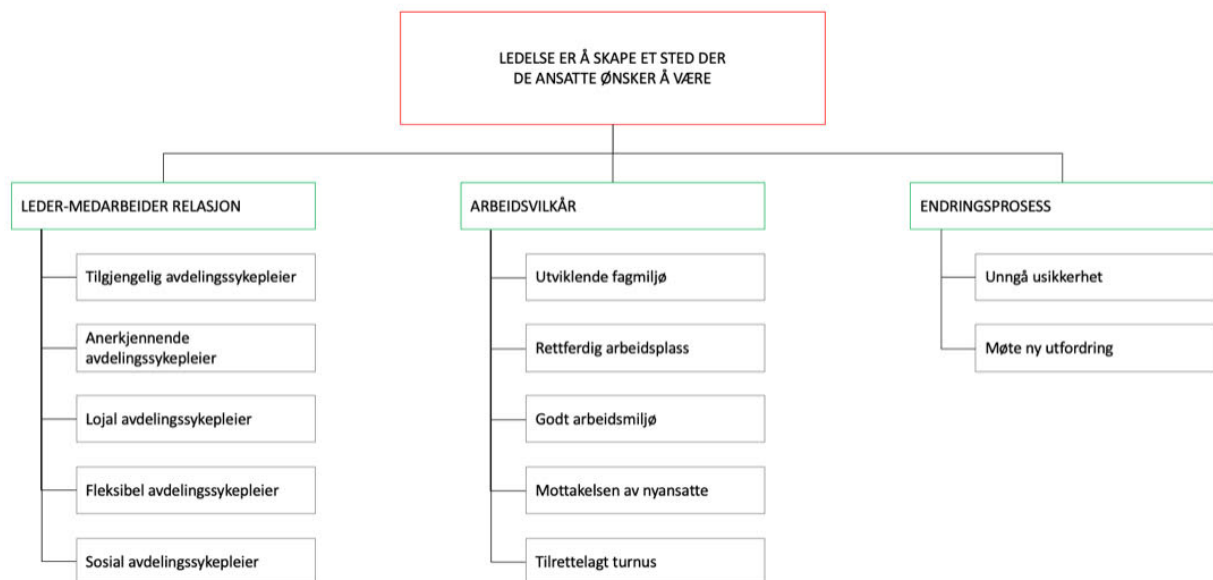 LEDELSE ER Å SKAPE ET STED DER
DE ANSATTE ØNSKER Å VÆRE
LEDER-MEDARBEIDER RELASJON
Tilgjengelig avdelingssykepleier
Anerkjennende
avdelingssykepleier
Lojal avdelingssykepleier
Fleksibel avdelingssykepleier
Sosial avdelingssykepleier
ARBEIDSVILKÅR
Utviklende fagmiljø
Rettferdig arbeidsplass
Godt arbeidsmiljø
Mottakelsen av nyansatte
Tilrettelagt turnus
ENDRINGSPROSESS
Unngå usikkerhet
Møte ny utfordring